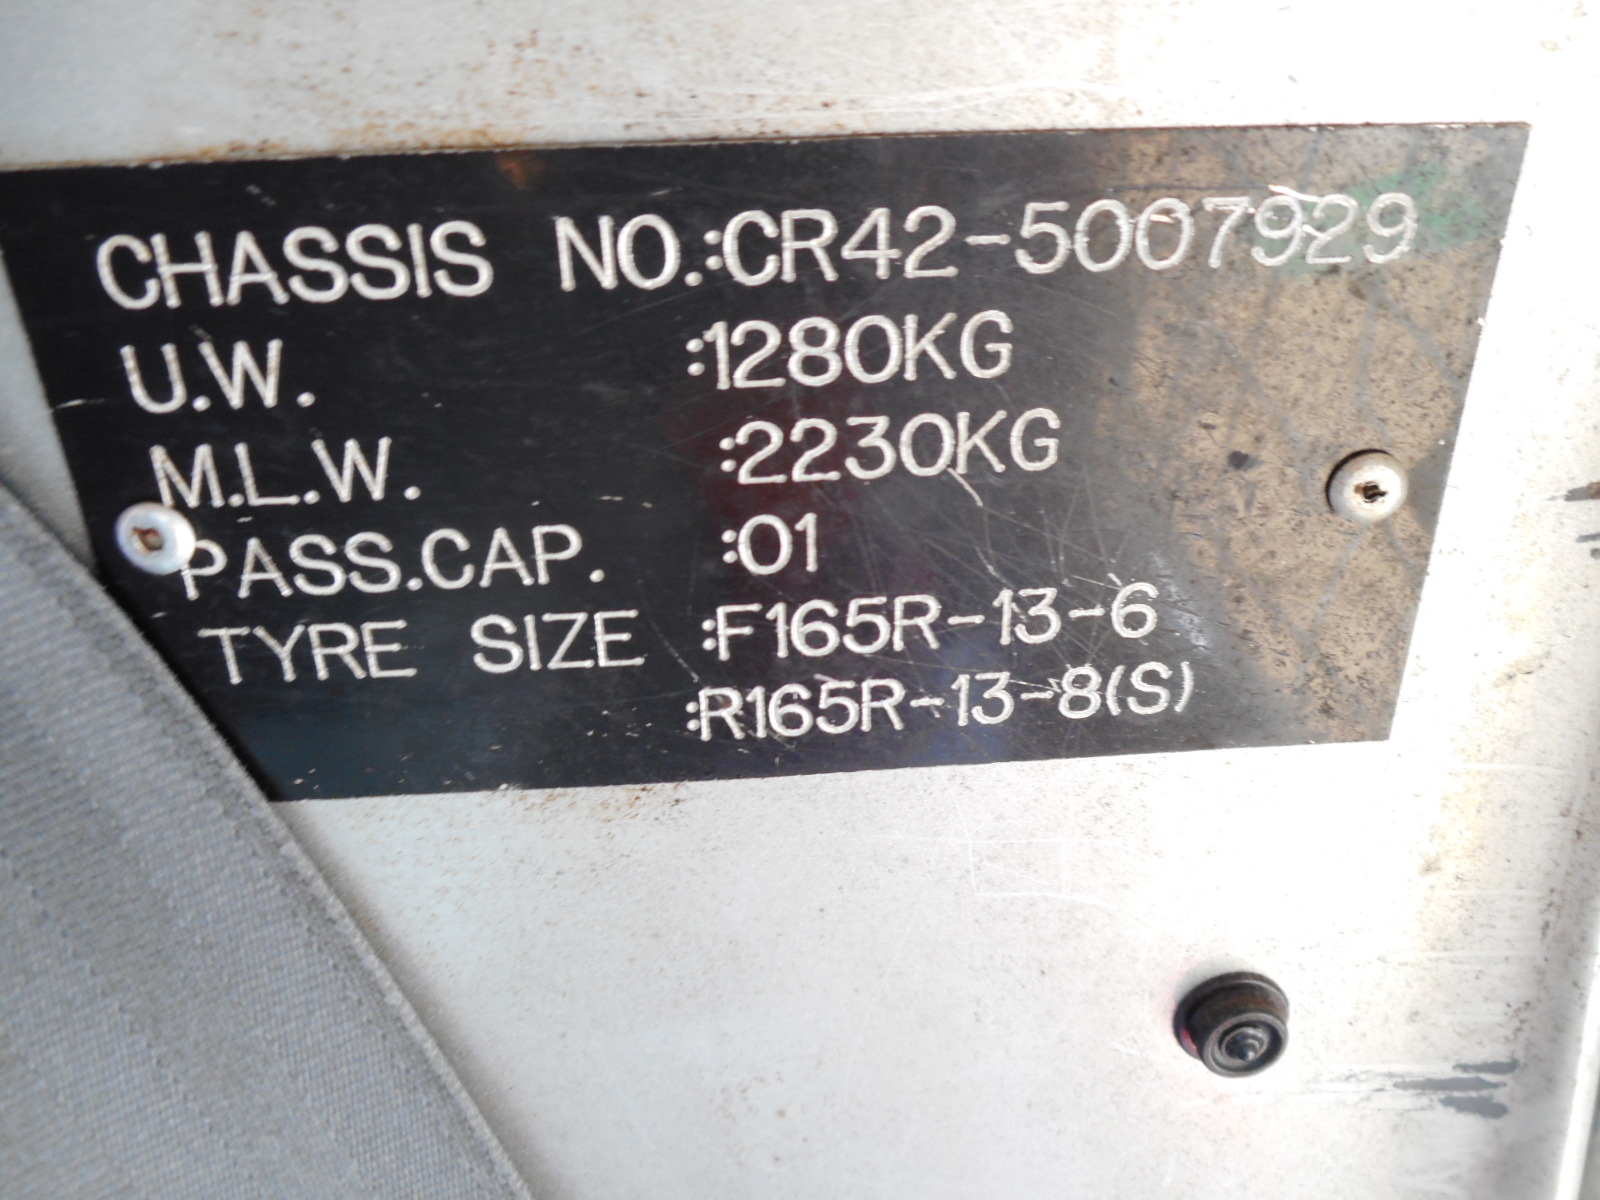 CHASSIS NO.:CR42-5007929
U.W. :1280KG
M.L.W. :2230KG
PASS.CAP. :01
TYRE SIZE :F165R-13-6
:R165R-13-8(S)